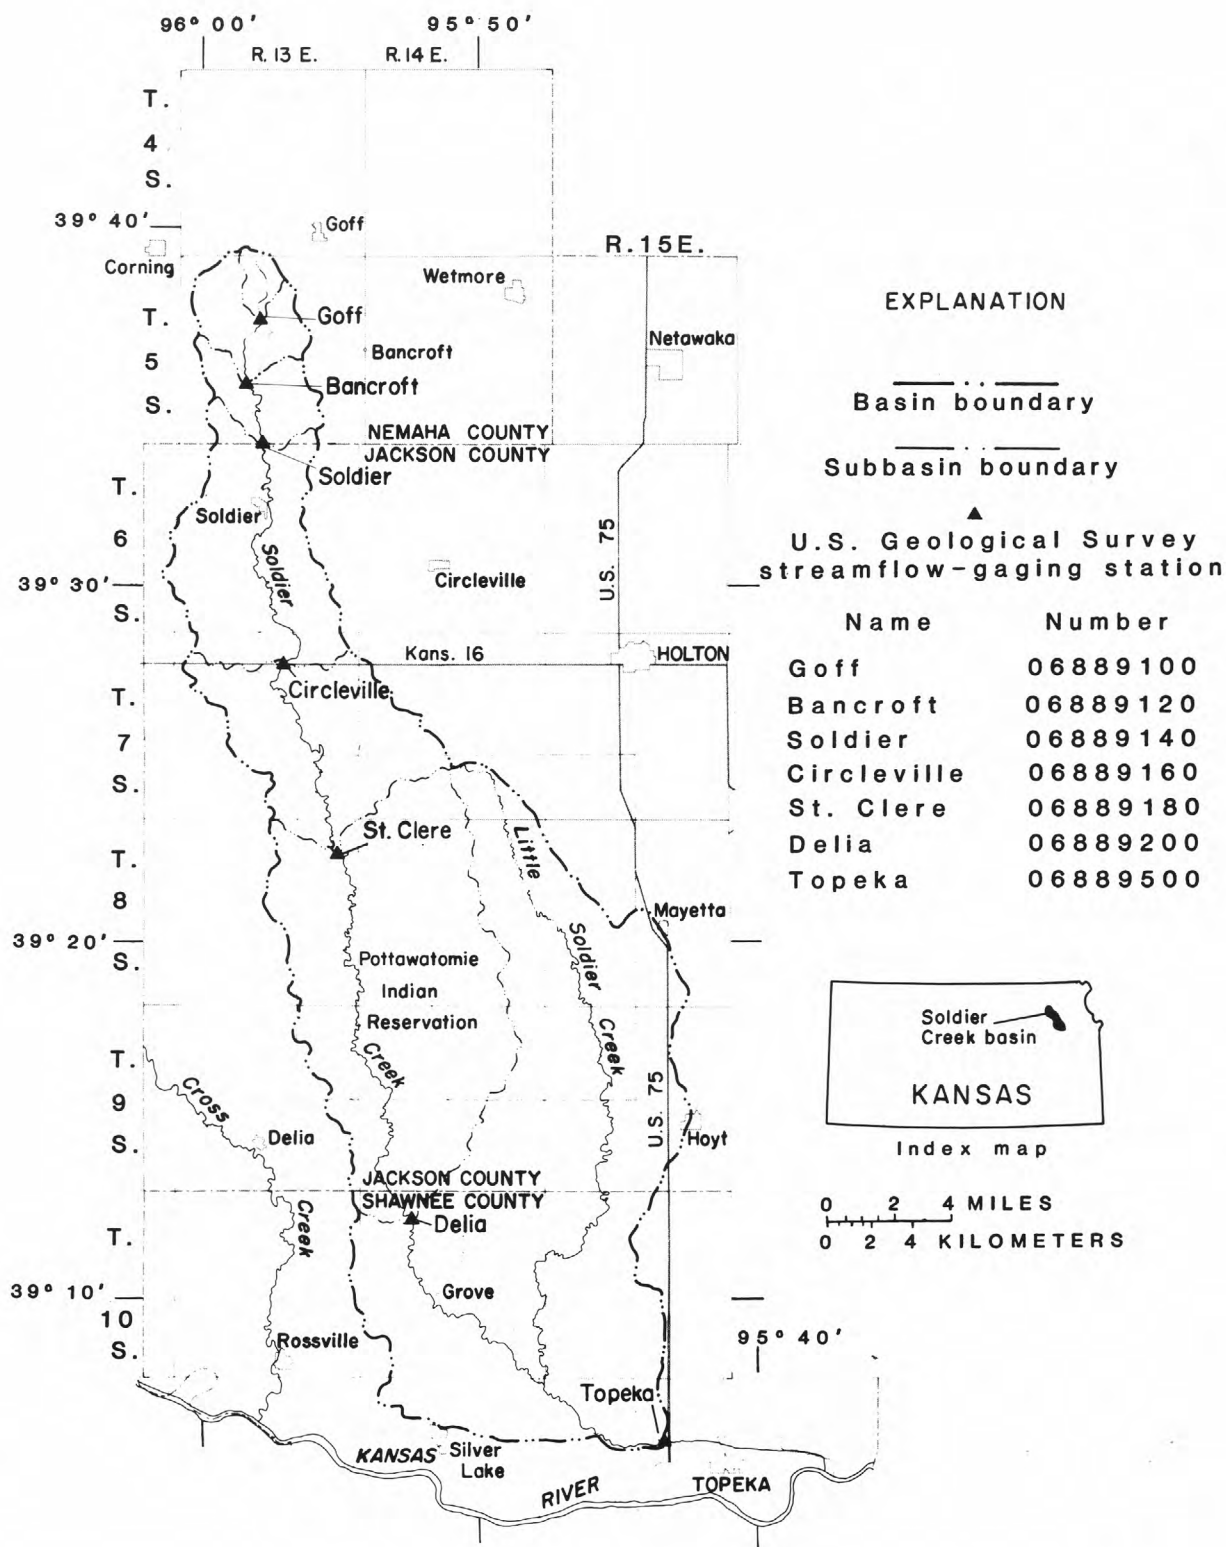 96° 00' 95° 50'
R. 13 E. R. 14 E.
T.
4
S.
39° 40'
Goff
R. 15 E.
Corning
Wetmore
EXPLANATION
T.
5
S.
Goff
Netawaka
Bancroft
Bancroft
Basin boundary
NEMAHA COUNTY
JACKSON COUNTY
Subbasin boundary
Soldier
T.
6
S.
Soldier
Soldier
U.S. 75
U.S. Geological Survey
streamflow-gaging station
39° 30'
Circleville
Name Number
Kans. 16
HOLTON
Goff 06889100
Bancroft 06889120
Soldier 06889140
Circleville 06889160
St. Clere 06889180
Delia 06889200
Topeka 06889500
Circleville
T.
7
S.
St. Clere
Little
T.
8
S.
Mayetta
39° 20'
Soldier
Pottawatomie
Indian
Reservation
Creek
Creek
Soldier
Creek basin
KANSAS
Index map
T.
9
S.
Cross
U.S. 75
Delia
Hoyt
JACKSON COUNTY
SHAWNEE COUNTY
Creek
Delia
0 2 4 MILES
0 2 4 KILOMETERS
T.
10
S.
39° 10'
Grove
95° 40'
Rossville
Topeka
KANSAS
Silver
Lake
RIVER
TOPEKA